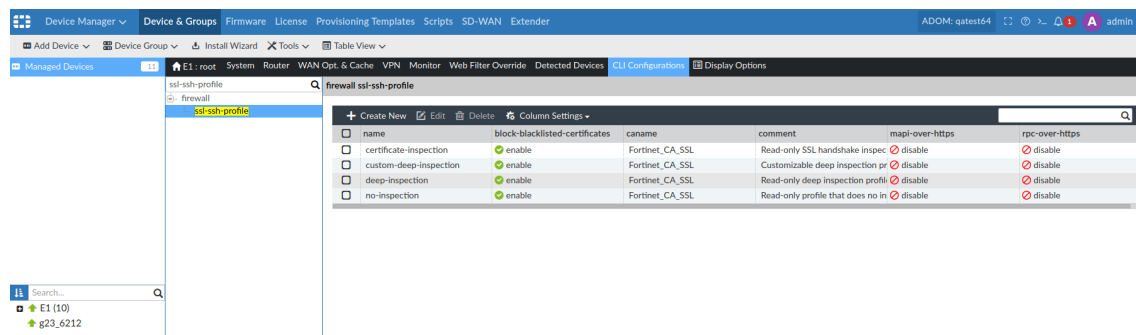 Device Manager Device & Groups Firmware License Provisioning Templates Scripts SD-WAN Extender ADOM: qatest64 1 A admin
Add Device Device Group Install Wizard Tools Table View
Managed Devices 11 E1 : root System Router WAN Opt. & Cache VPN Monitor Web Filter Override Detected Devices CLI Configurations Display Options
ssl-ssh-profile firewall ssl-ssh-profile
firewall
ssl-ssh-profile
Create New Edit Delete Column Settings
name block-blacklisted-certificates caname comment mapi-over-https rpc-over-https
certificate-inspection enable Fortinet_CA_SSL Read-only SSL handshake inspec disable disable
custom-deep-inspection enable Fortinet_CA_SSL Customizable deep inspection pr disable disable
deep-inspection enable Fortinet_CA_SSL Read-only deep inspection profil disable disable
no-inspection enable Fortinet_CA_SSL Read-only profile that does no in disable disable
Search...
E1 (10)
g23_6212